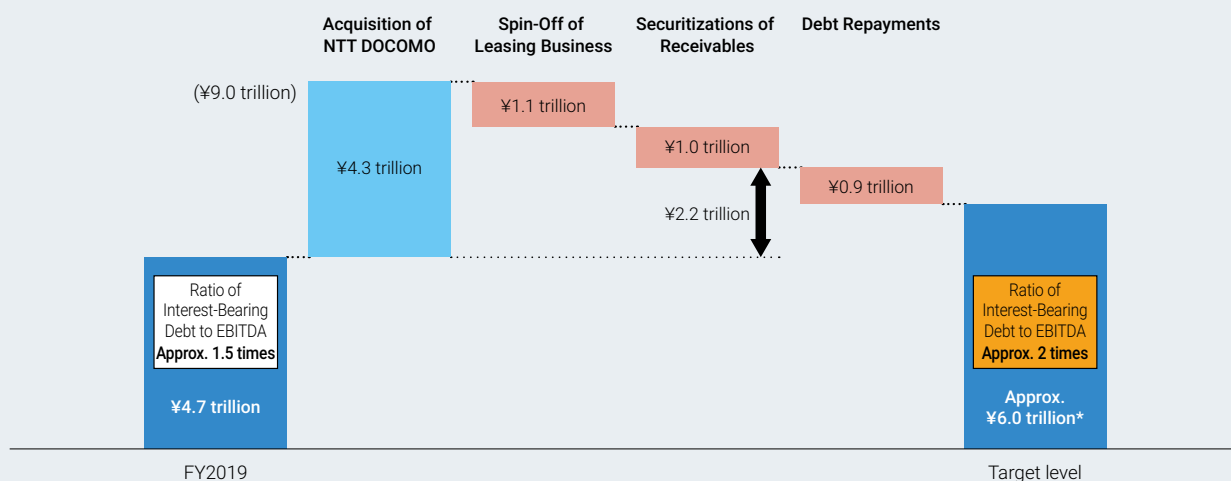 Acquisition of
NTT DOCOMO
Spin-Off of
Leasing Business
Securitizations of
Receivables
Debt Repayments
(¥9.0 trillion)
¥1.1 trillion
¥1.0 trillion
¥4.3 trillion
¥0.9 trillion
¥2.2 trillion
Ratio of
Interest-Bearing
Debt to EBITDA
Approx. 1.5 times
¥4.7 trillion
Ratio of
Interest-Bearing
Debt to EBITDA
Approx. 2 times
Approx.
¥6.0 trillion*
FY2019
Target level